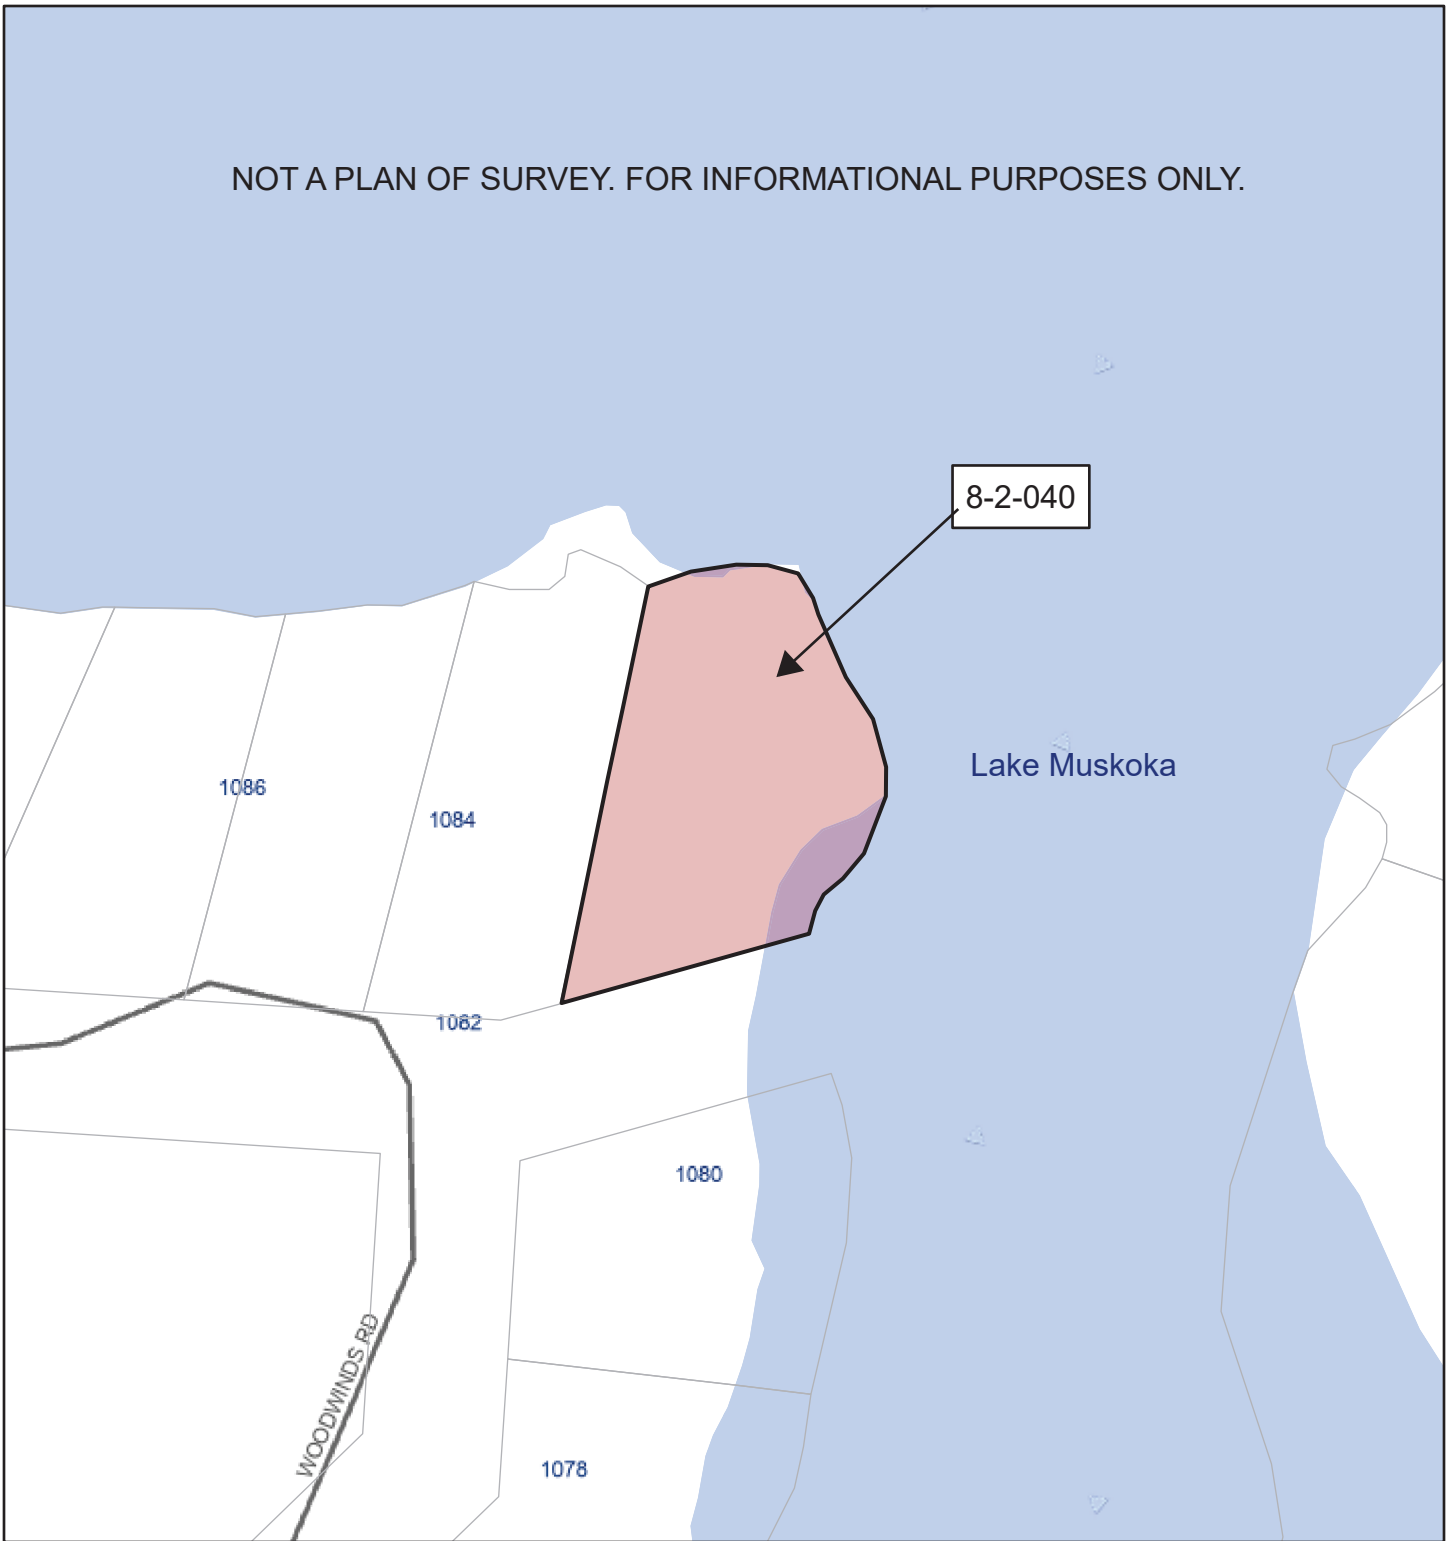 NOT A PLAN OF SURVEY. FOR INFORMATIONAL PURPOSES ONLY.
8-2-040
Lake Muskoka
1086
1084
1082
1080
WOODWINDS RD
1078